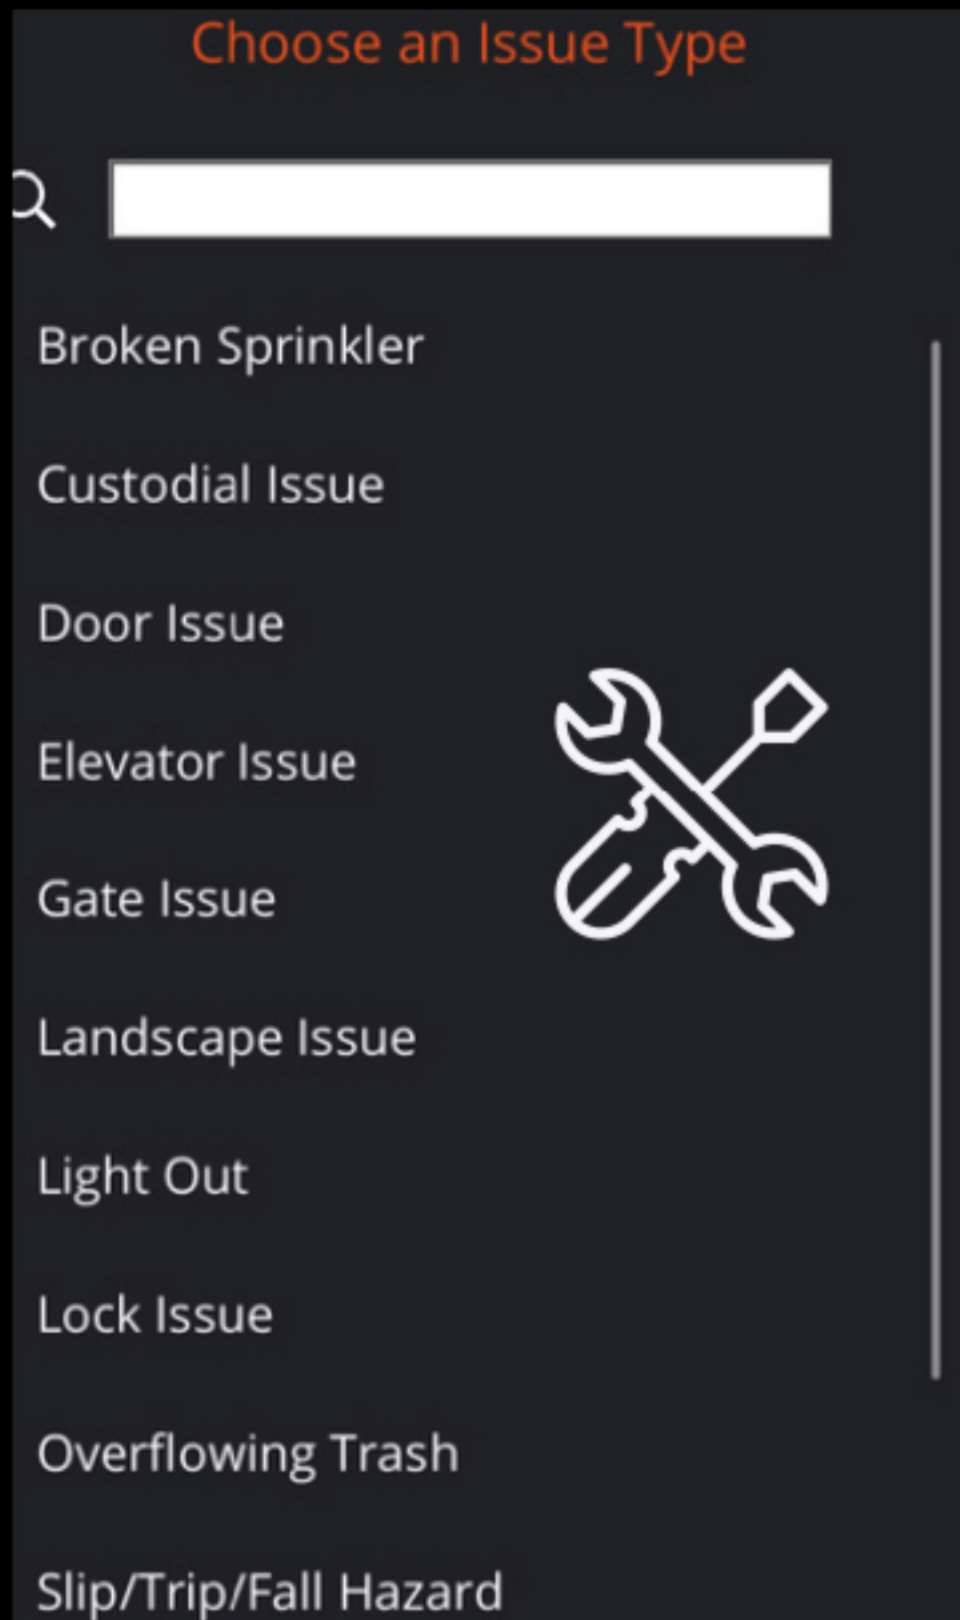 Choose an Issue Type
Broken Sprinkler
Custodial Issue
Door Issue
Elevator Issue
Gate Issue
Landscape Issue
Light Out
Lock Issue
Overflowing Trash
Slip/Trip/Fall Hazard